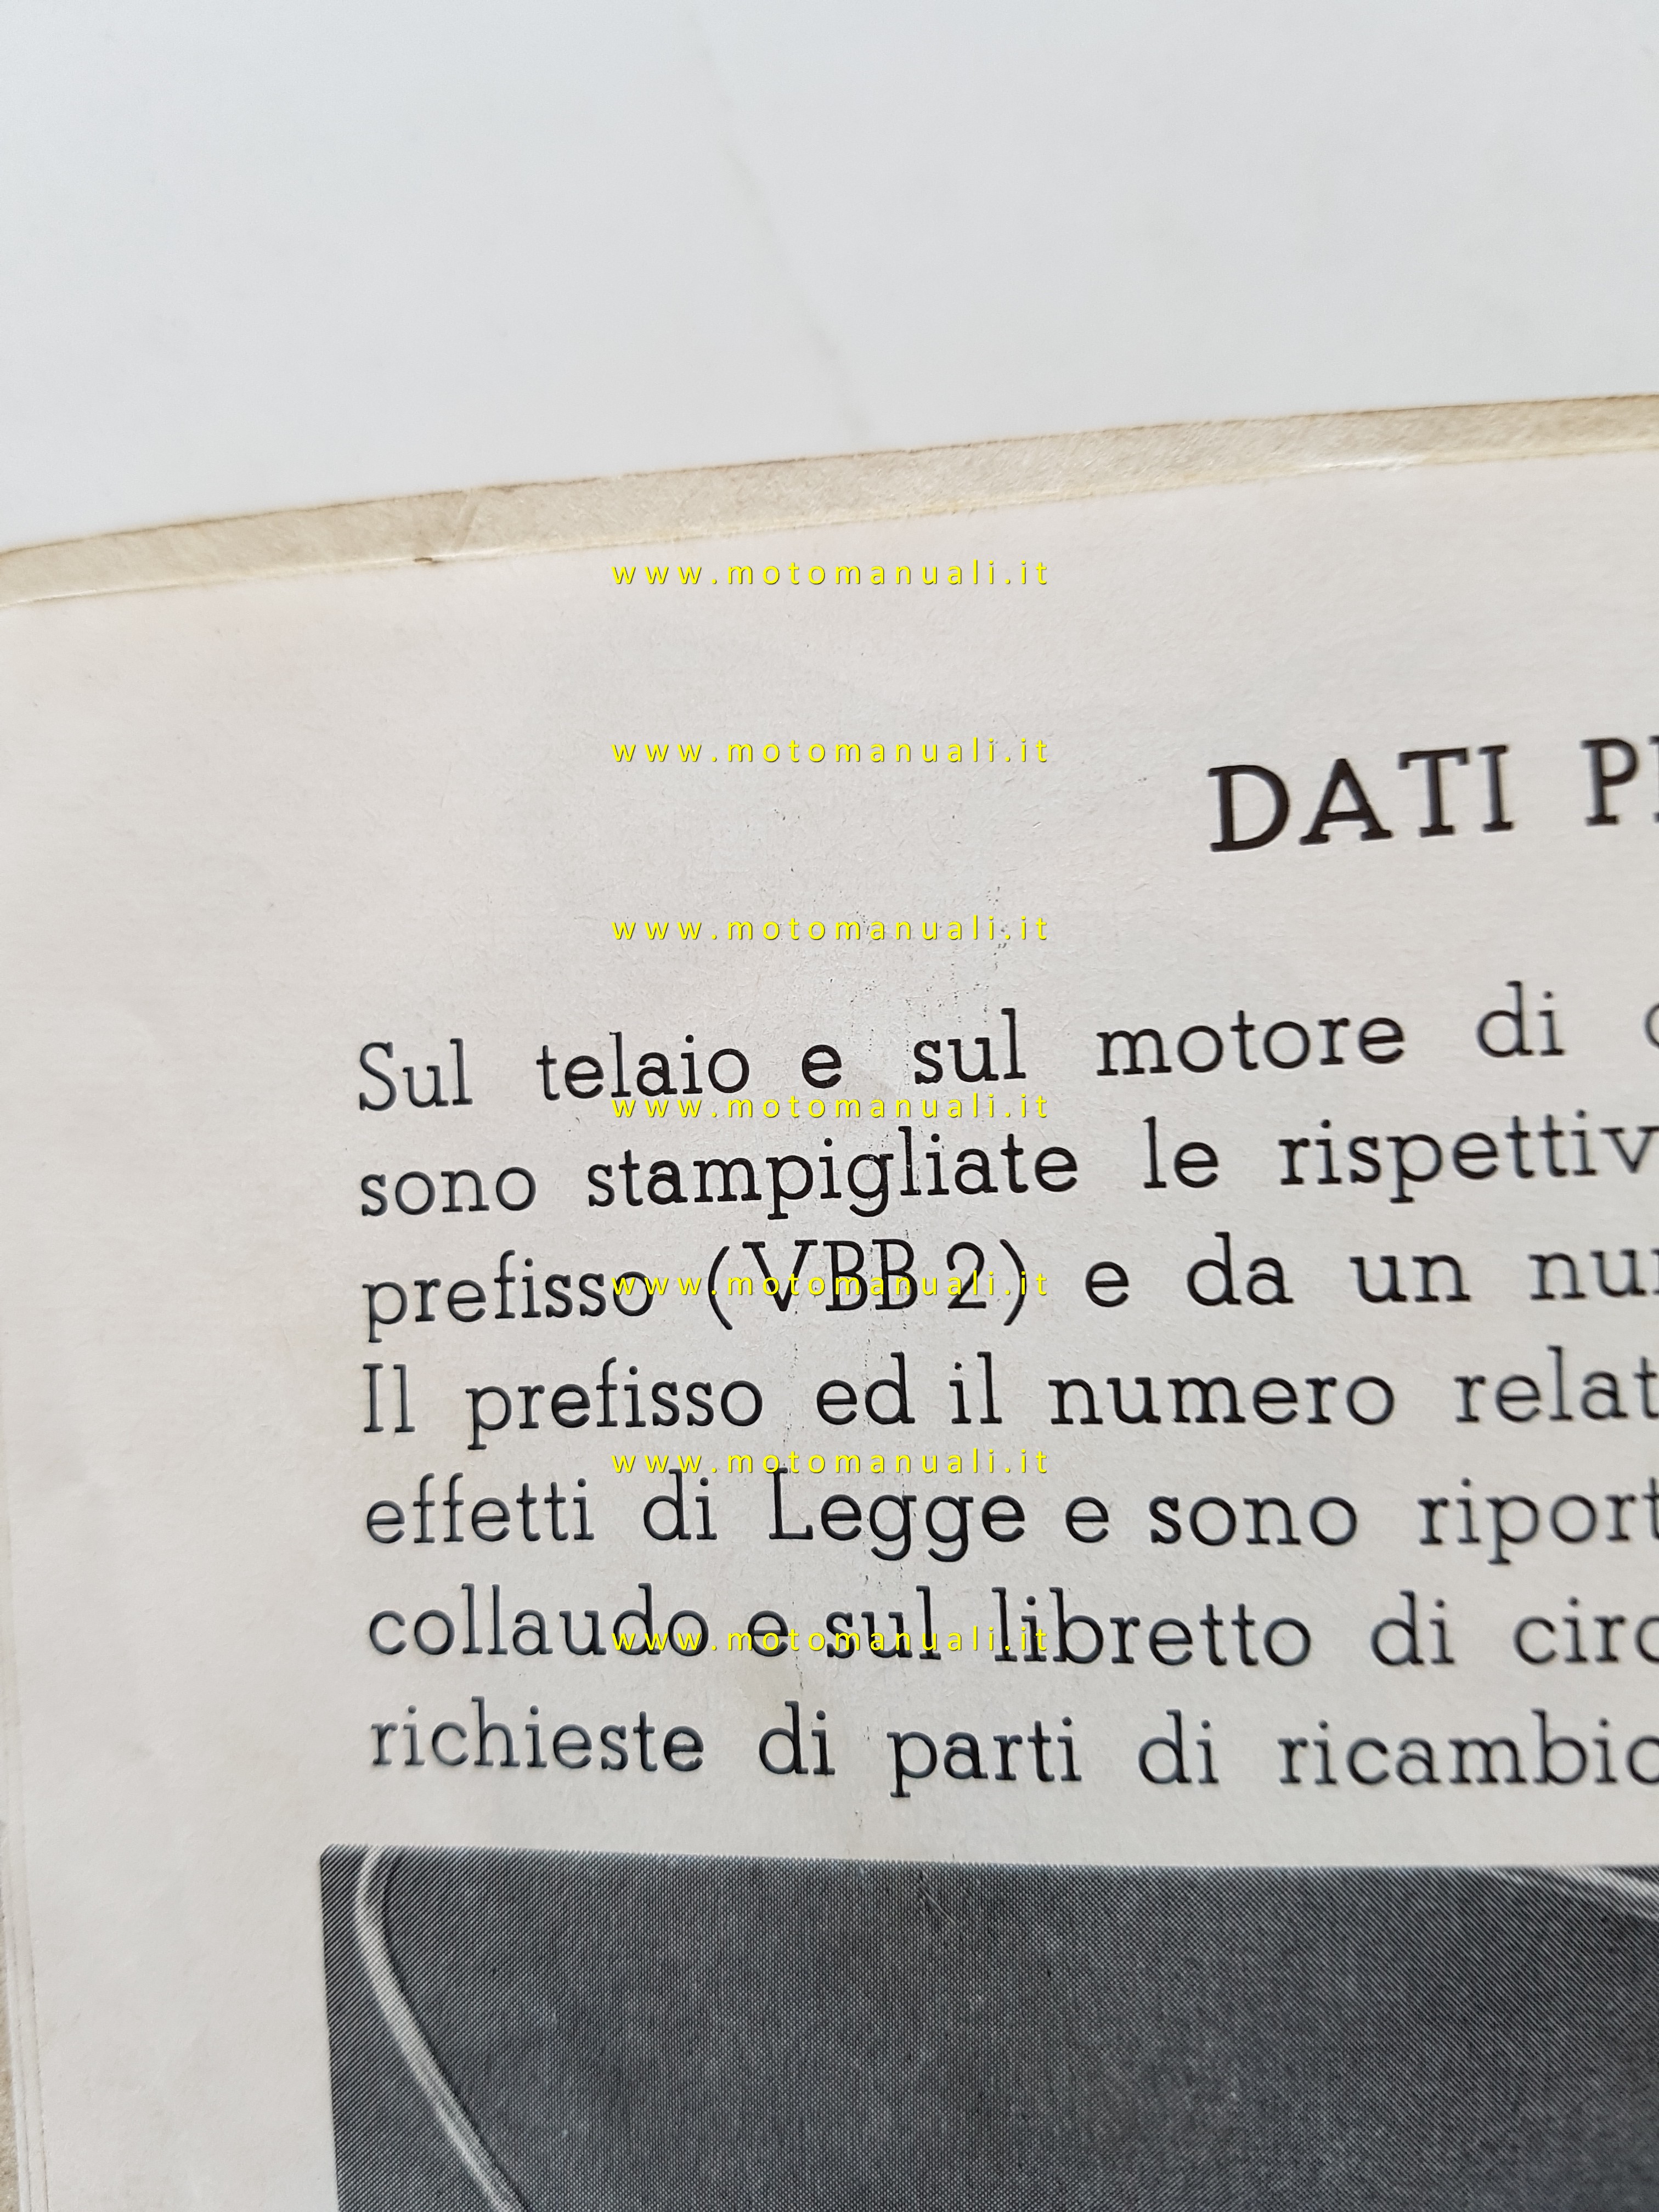 www.motomanuali.it
www.motomanuali.it
DATI
www.motomanuali.it
Sul telaio e sul motore di
www.motomanuali.it
sono stampigliate le
prefisso (VBB 2) e da un
www.motomanuali.it
Il prefisso ed il numero
www.motomanuali.it
effetti di Legge e sono
collaudo e sul libretto di
www.motomanuali.it
richieste di parti di